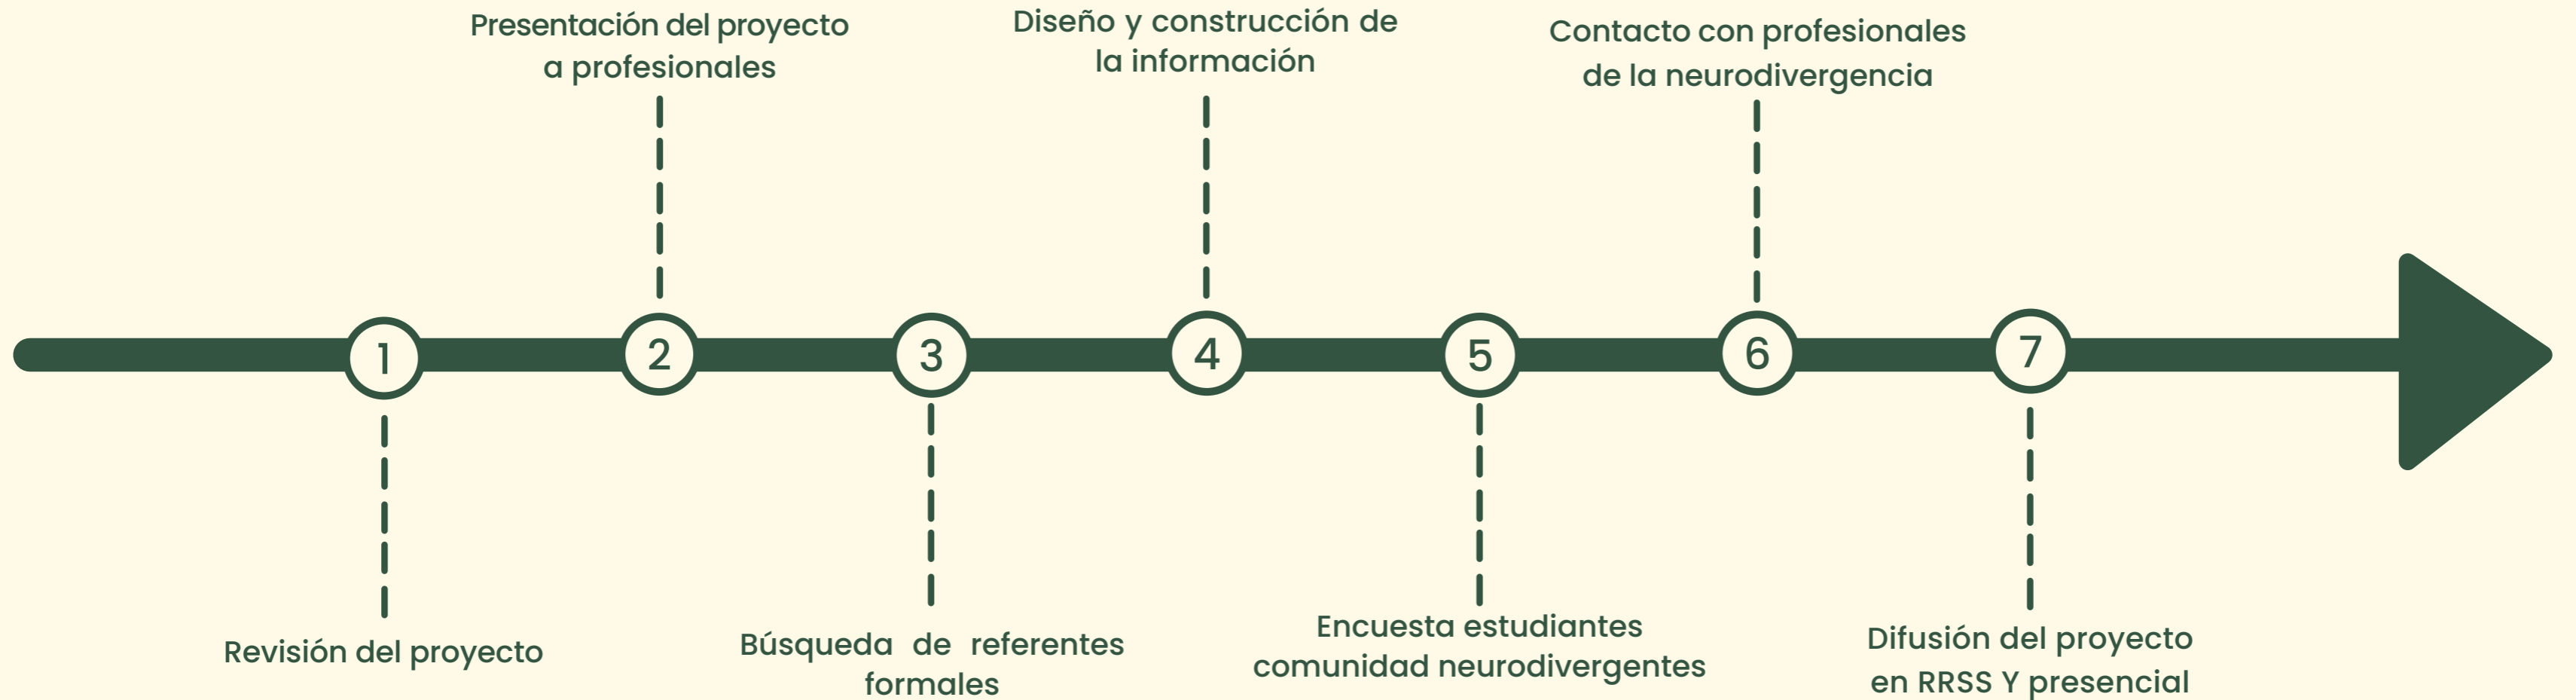 Presentación del proyecto
a profesionales
Diseño y construcción de
la información
Contacto con profesionales
de la neurodivergencia
1
2
3
4
5
6
7
Revisión del proyecto
Búsqueda de referentes
formales
Encuesta estudiantes
comunidad neurodivergentes
Difusión del proyecto
en RRSS Y presencial